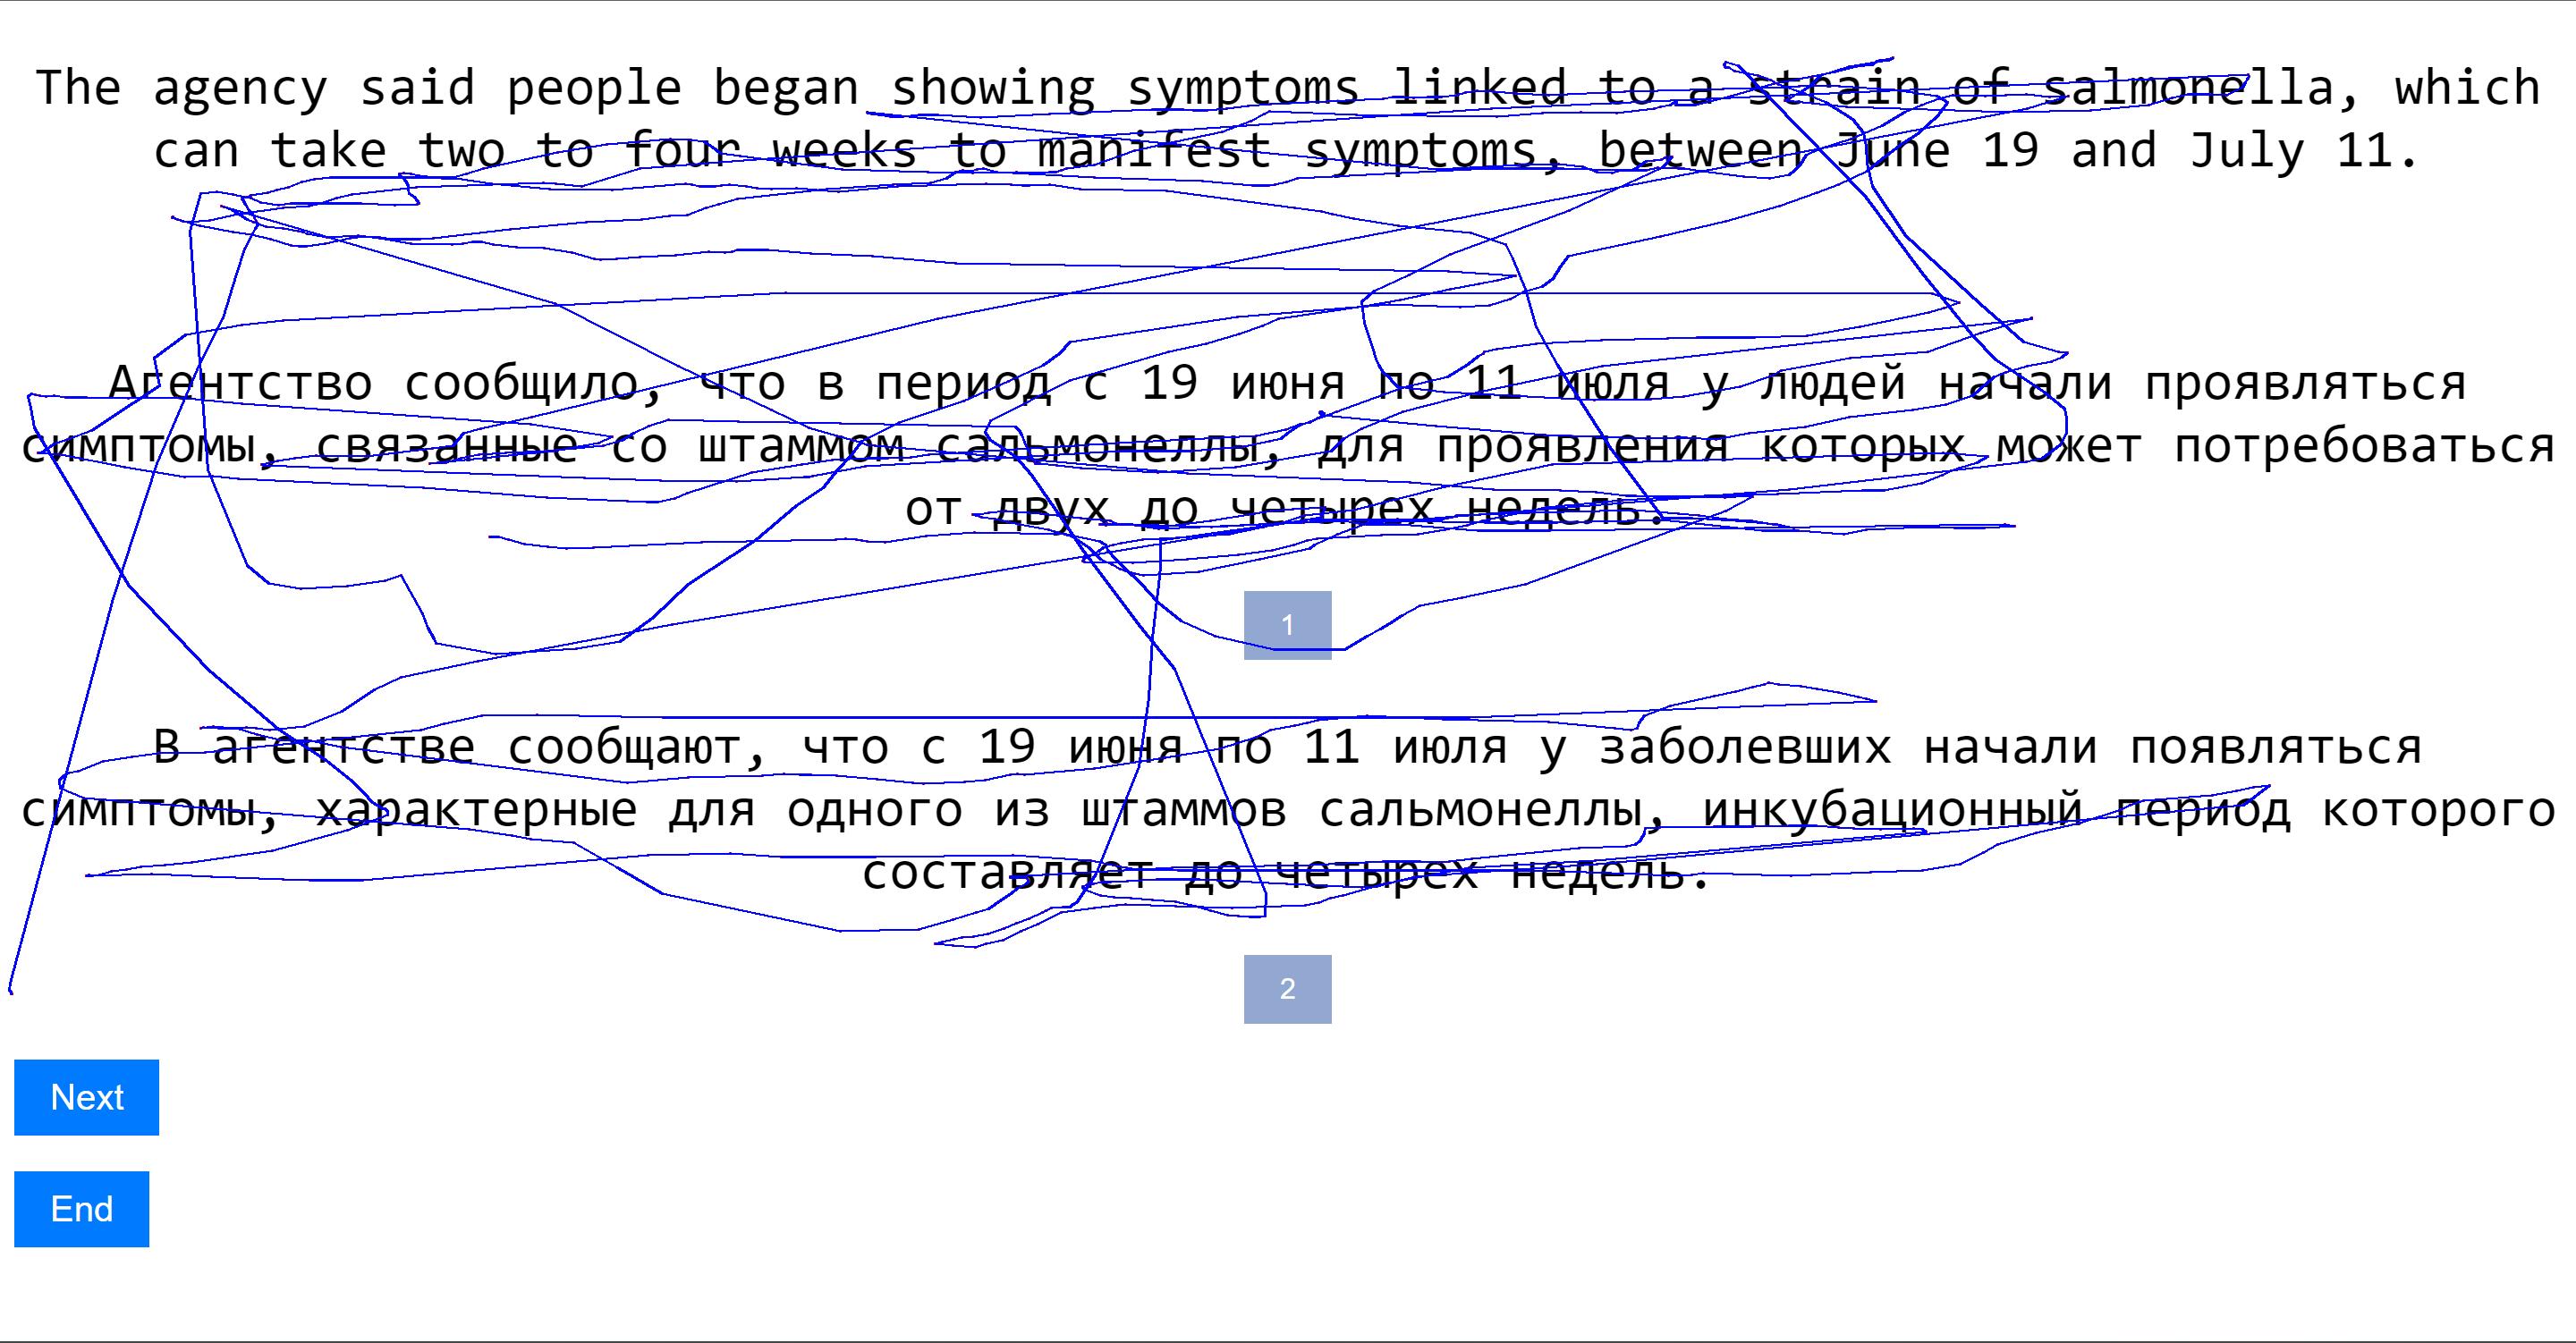 The agency said people began showing symptoms linked to a strain of salmonella, which
can take two to four weeks to manifest symptoms, between June 19 and July 11.
Агентство сообщило, что в период с 19 июня по 11 июля у людей начали проявляться
симптомы, связанные со штаммом сальмонеллы, для проявления которых может потребоваться
от двух до четырех недель.
1
В агентстве сообщают, что с 19 июня по 11 июля у заболевших начали появляться
симптомы, характерные для одного из штаммов сальмонеллы, инкубационный период которого
составляет до четырех недель.
2
Next
End